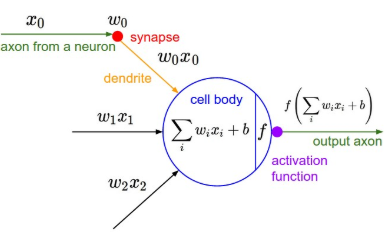 x₀ w₀
synapse
axon from a neuron
w₀x₀
dendrite
cell body
f(∑ᵢ wᵢxᵢ + b)
w₁x₁
∑ᵢ wᵢxᵢ + b f
output axon
activation
function
w₂x₂